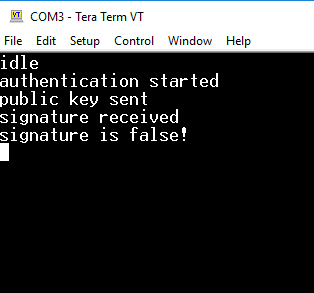 COM3 - Tera Term VT
File Edit Setup Control Window Help
idle
authentication started
public key sent
signature received
signature is false!